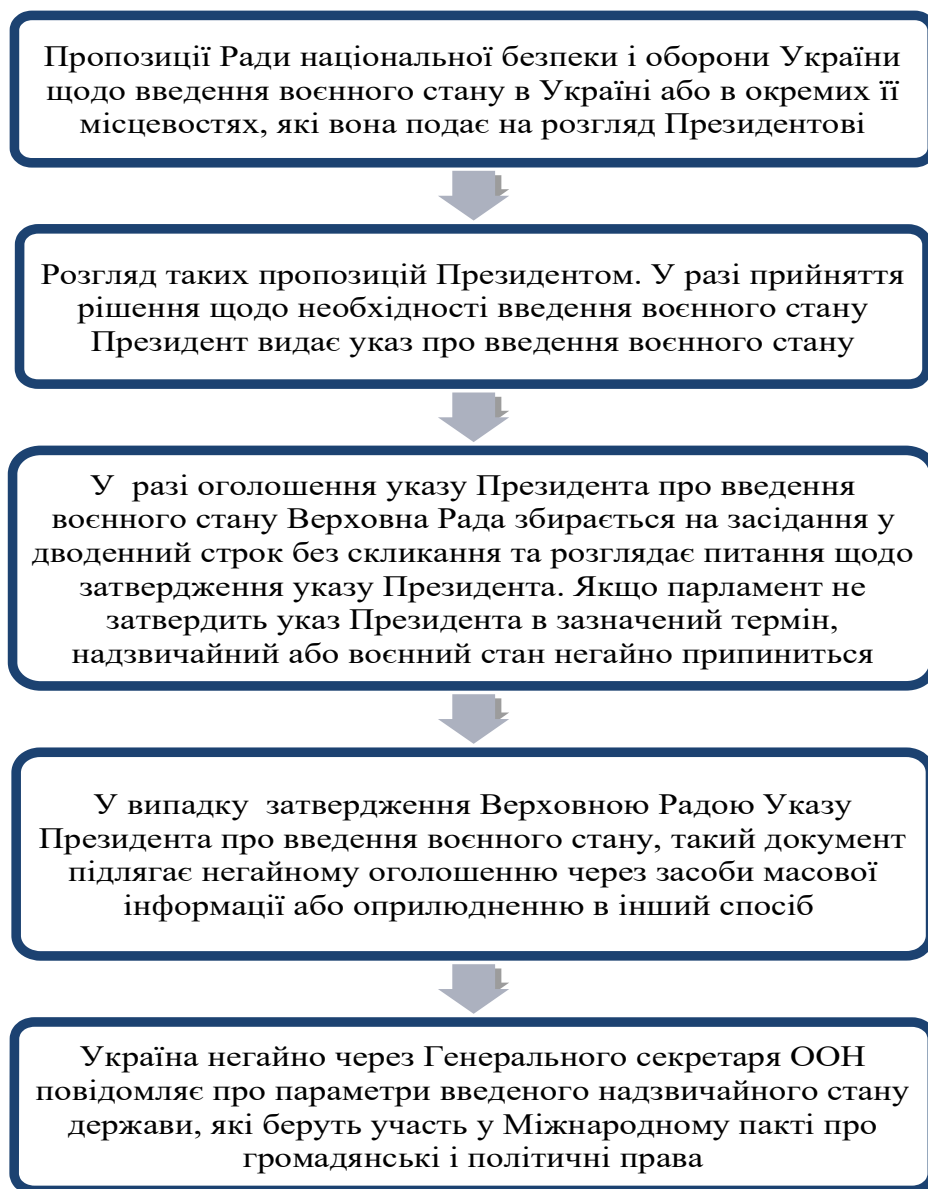 Пропозиції Ради національної безпеки і оборони України
щодо введення воєнного стану в Україні або в окремих її
місцевостях, які вона подає на розгляд Президентові
Розгляд таких пропозицій Президентом. У разі прийняття
рішення щодо необхідності введення воєнного стану
Президент видає указ про введення воєнного стану
У разі оголошення указу Президента про введення
воєнного стану Верховна Рада збирається на засідання у
дводенний строк без скликання та розглядає питання щодо
затвердження указу Президента. Якщо парламент не
затвердить указ Президента в зазначений термін,
надзвичайний або воєнний стан негайно припиниться
У випадку затвердження Верховною Радою Указу
Президента про введення воєнного стану, такий документ
підлягає негайному оголошенню через засоби масової
інформації або оприлюдненню в інший спосіб
Україна негайно через Генерального секретаря ООН
повідомляє про параметри введеного надзвичайного стану
держави, які беруть участь у Міжнародному пакті про
громадянські і політичні права